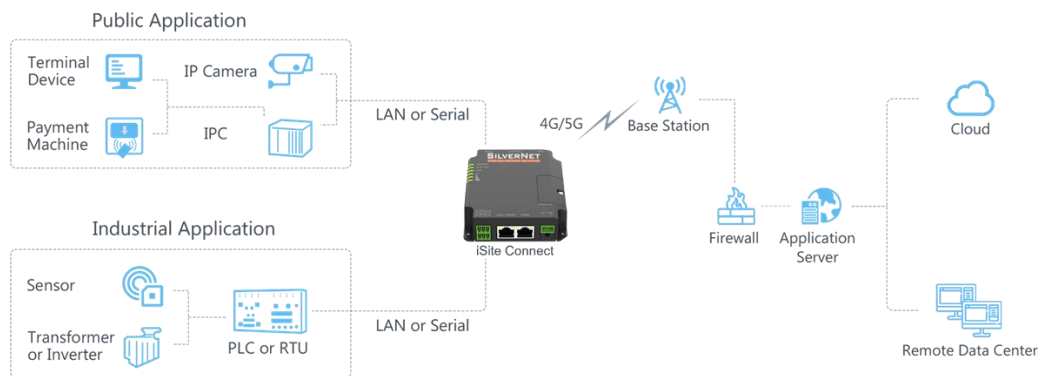 Public Application
Terminal
Device
IP Camera
Payment
Machine
IPC
LAN or Serial
4G/5G
Base Station
Cloud
SILVERNET
iSite Connect
Firewall
Application
Server
Industrial Application
Sensor
Transformer
or Inverter
PLC or RTU
LAN or Serial
Remote Data Center